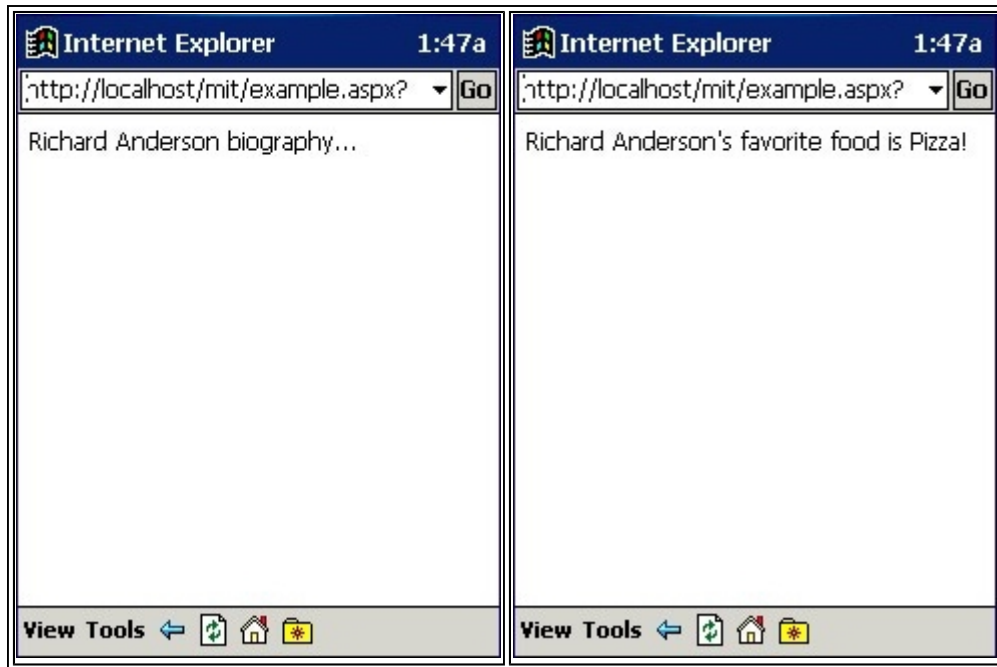 Internet Explorer 1:47a
http://localhost/mit/example.aspx? Go
Richard Anderson biography...
View Tools
Internet Explorer 1:47a
http://localhost/mit/example.aspx? Go
Richard Anderson's favorite food is Pizza!
View Tools